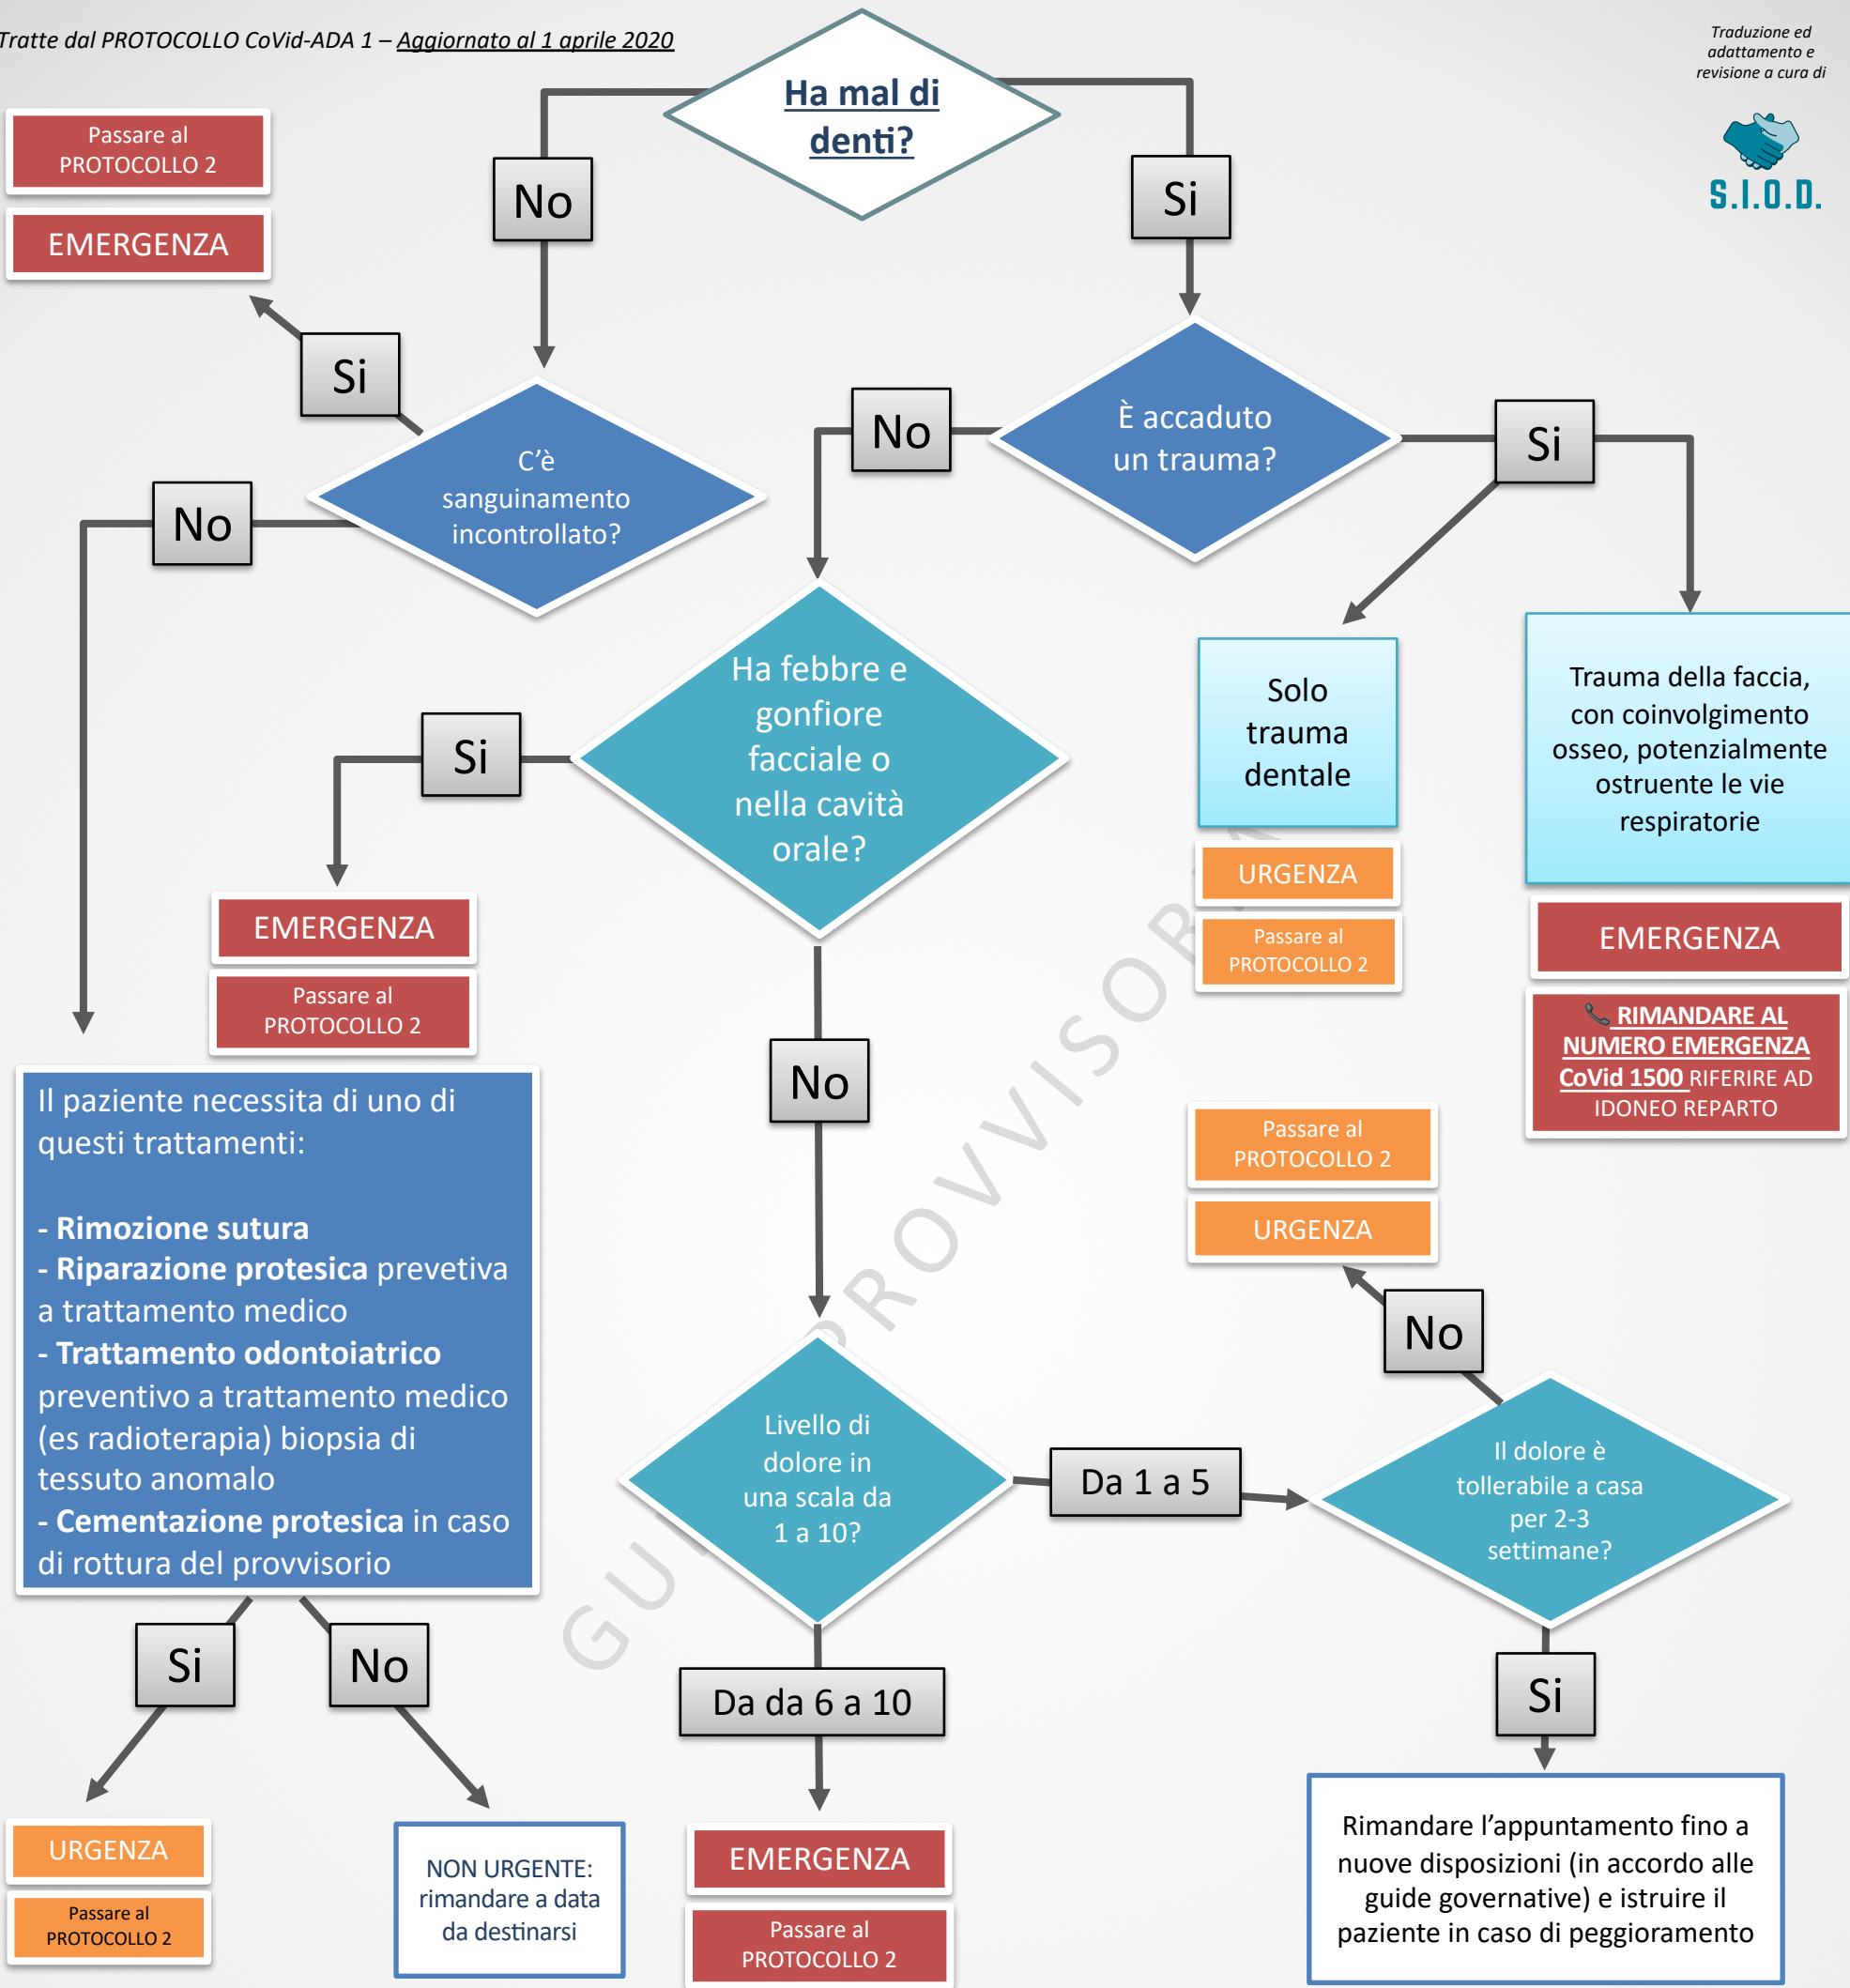 Tratte dal PROTOCOLLO CoVid-ADA 1 – Aggiornato al 1 aprile 2020
Traduzione ed
adattamento e
revisione a cura di
S.I.O.D.
Ha mal di
denti?
No
Si
Passare al
PROTOCOLLO 2
EMERGENZA
Si
C'è
sanguinamento
incontrollato?
No
È accaduto
un trauma?
No
Si
Ha febbre e
gonfiore
facciale o
nella cavità
orale?
Si
EMERGENZA
Passare al
PROTOCOLLO 2
Solo
trauma
dentale
URGENZA
Passare al
PROTOCOLLO 2
Trauma della faccia,
con coinvolgimento
osseo, potenzialmente
ostruente le vie
respiratorie
EMERGENZA
RIMANDARE AL
NUMERO EMERGENZA
CoVid 1500 RIFERIRE AD
IDONEO REPARTO
No
Il paziente necessita di uno di
questi trattamenti:
- Rimozione sutura
- Riparazione protesica prevetiva
a trattamento medico
- Trattamento odontoiatrico
preventivo a trattamento medico
(es radioterapia) biopsia di
tessuto anomalo
- Cementazione protesica in caso
di rottura del provvisorio
Si
No
URGENZA
Passare al
PROTOCOLLO 2
NON URGENTE:
rimandare a data
da destinarsi
Livello di
dolore in
una scala da
1 a 10?
Da 1 a 5
Da da 6 a 10
EMERGENZA
Passare al
PROTOCOLLO 2
Passare al
PROTOCOLLO 2
URGENZA
No
Il dolore è
tollerabile a casa
per 2-3
settimane?
Si
Rimandare l'appuntamento fino a
nuove disposizioni (in accordo alle
guide governative) e istruire il
paziente in caso di peggioramento